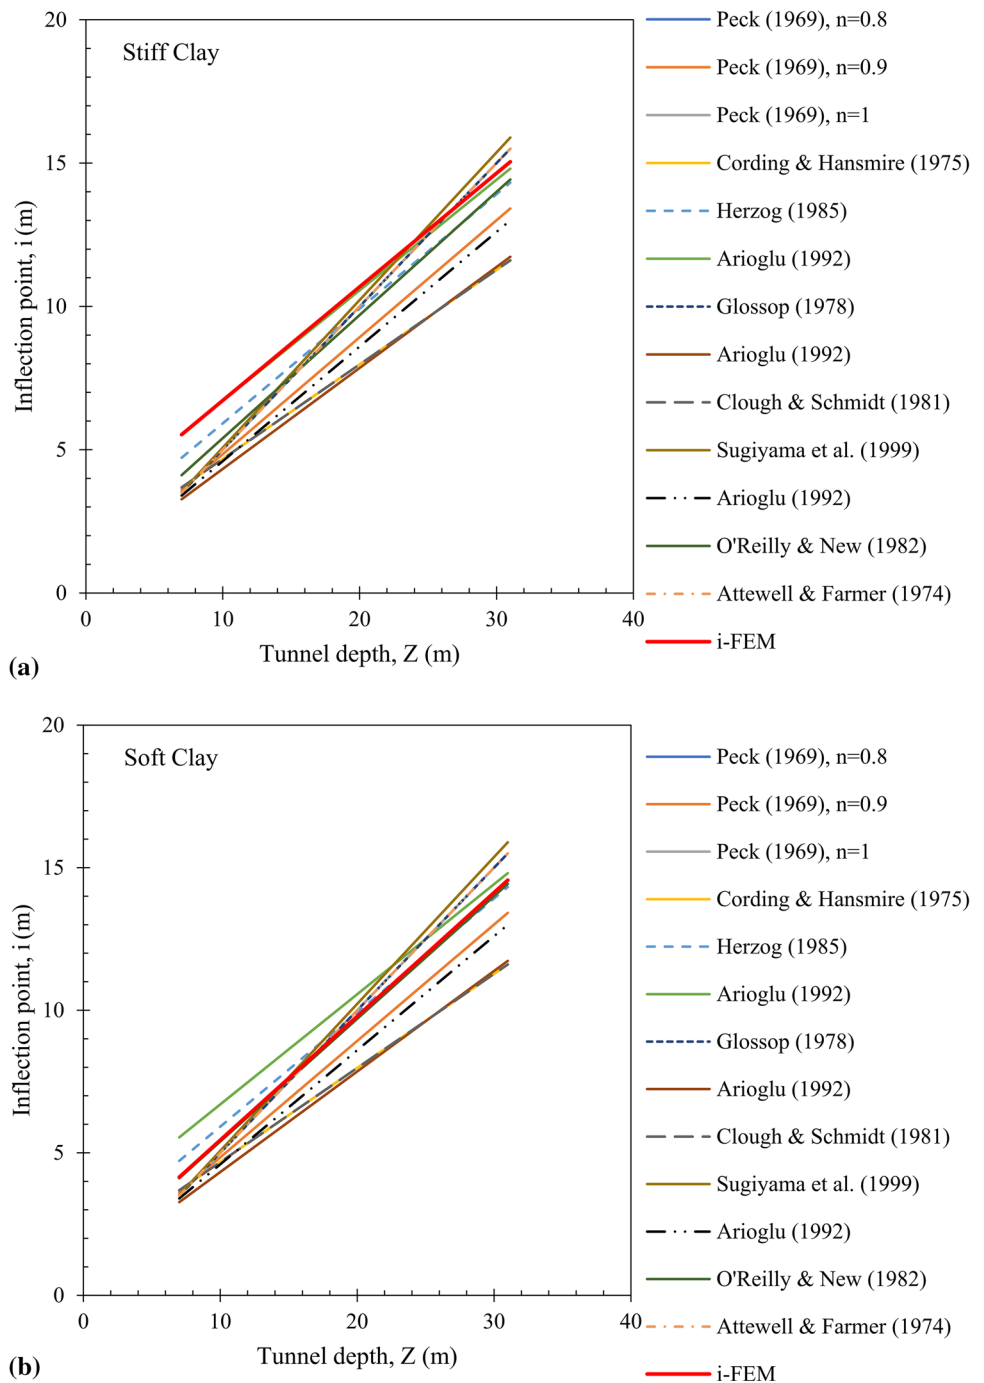 20
15
10
5
0
Inflection point, i (m)
Stiff Clay
0 10 20 30 40
Tunnel depth, Z (m)
(a)
Peck (1969), n=0.8
Peck (1969), n=0.9
Peck (1969), n=1
Cording & Hansmire (1975)
Herzog (1985)
Arioglu (1992)
Glossop (1978)
Arioglu (1992)
Clough & Schmidt (1981)
Sugiyama et al. (1999)
Arioglu (1992)
O'Reilly & New (1982)
Attewell & Farmer (1974)
i-FEM
20
15
10
5
0
Inflection point, i (m)
Soft Clay
0 10 20 30 40
Tunnel depth, Z (m)
(b)
Peck (1969), n=0.8
Peck (1969), n=0.9
Peck (1969), n=1
Cording & Hansmire (1975)
Herzog (1985)
Arioglu (1992)
Glossop (1978)
Arioglu (1992)
Clough & Schmidt (1981)
Sugiyama et al. (1999)
Arioglu (1992)
O'Reilly & New (1982)
Attewell & Farmer (1974)
i-FEM